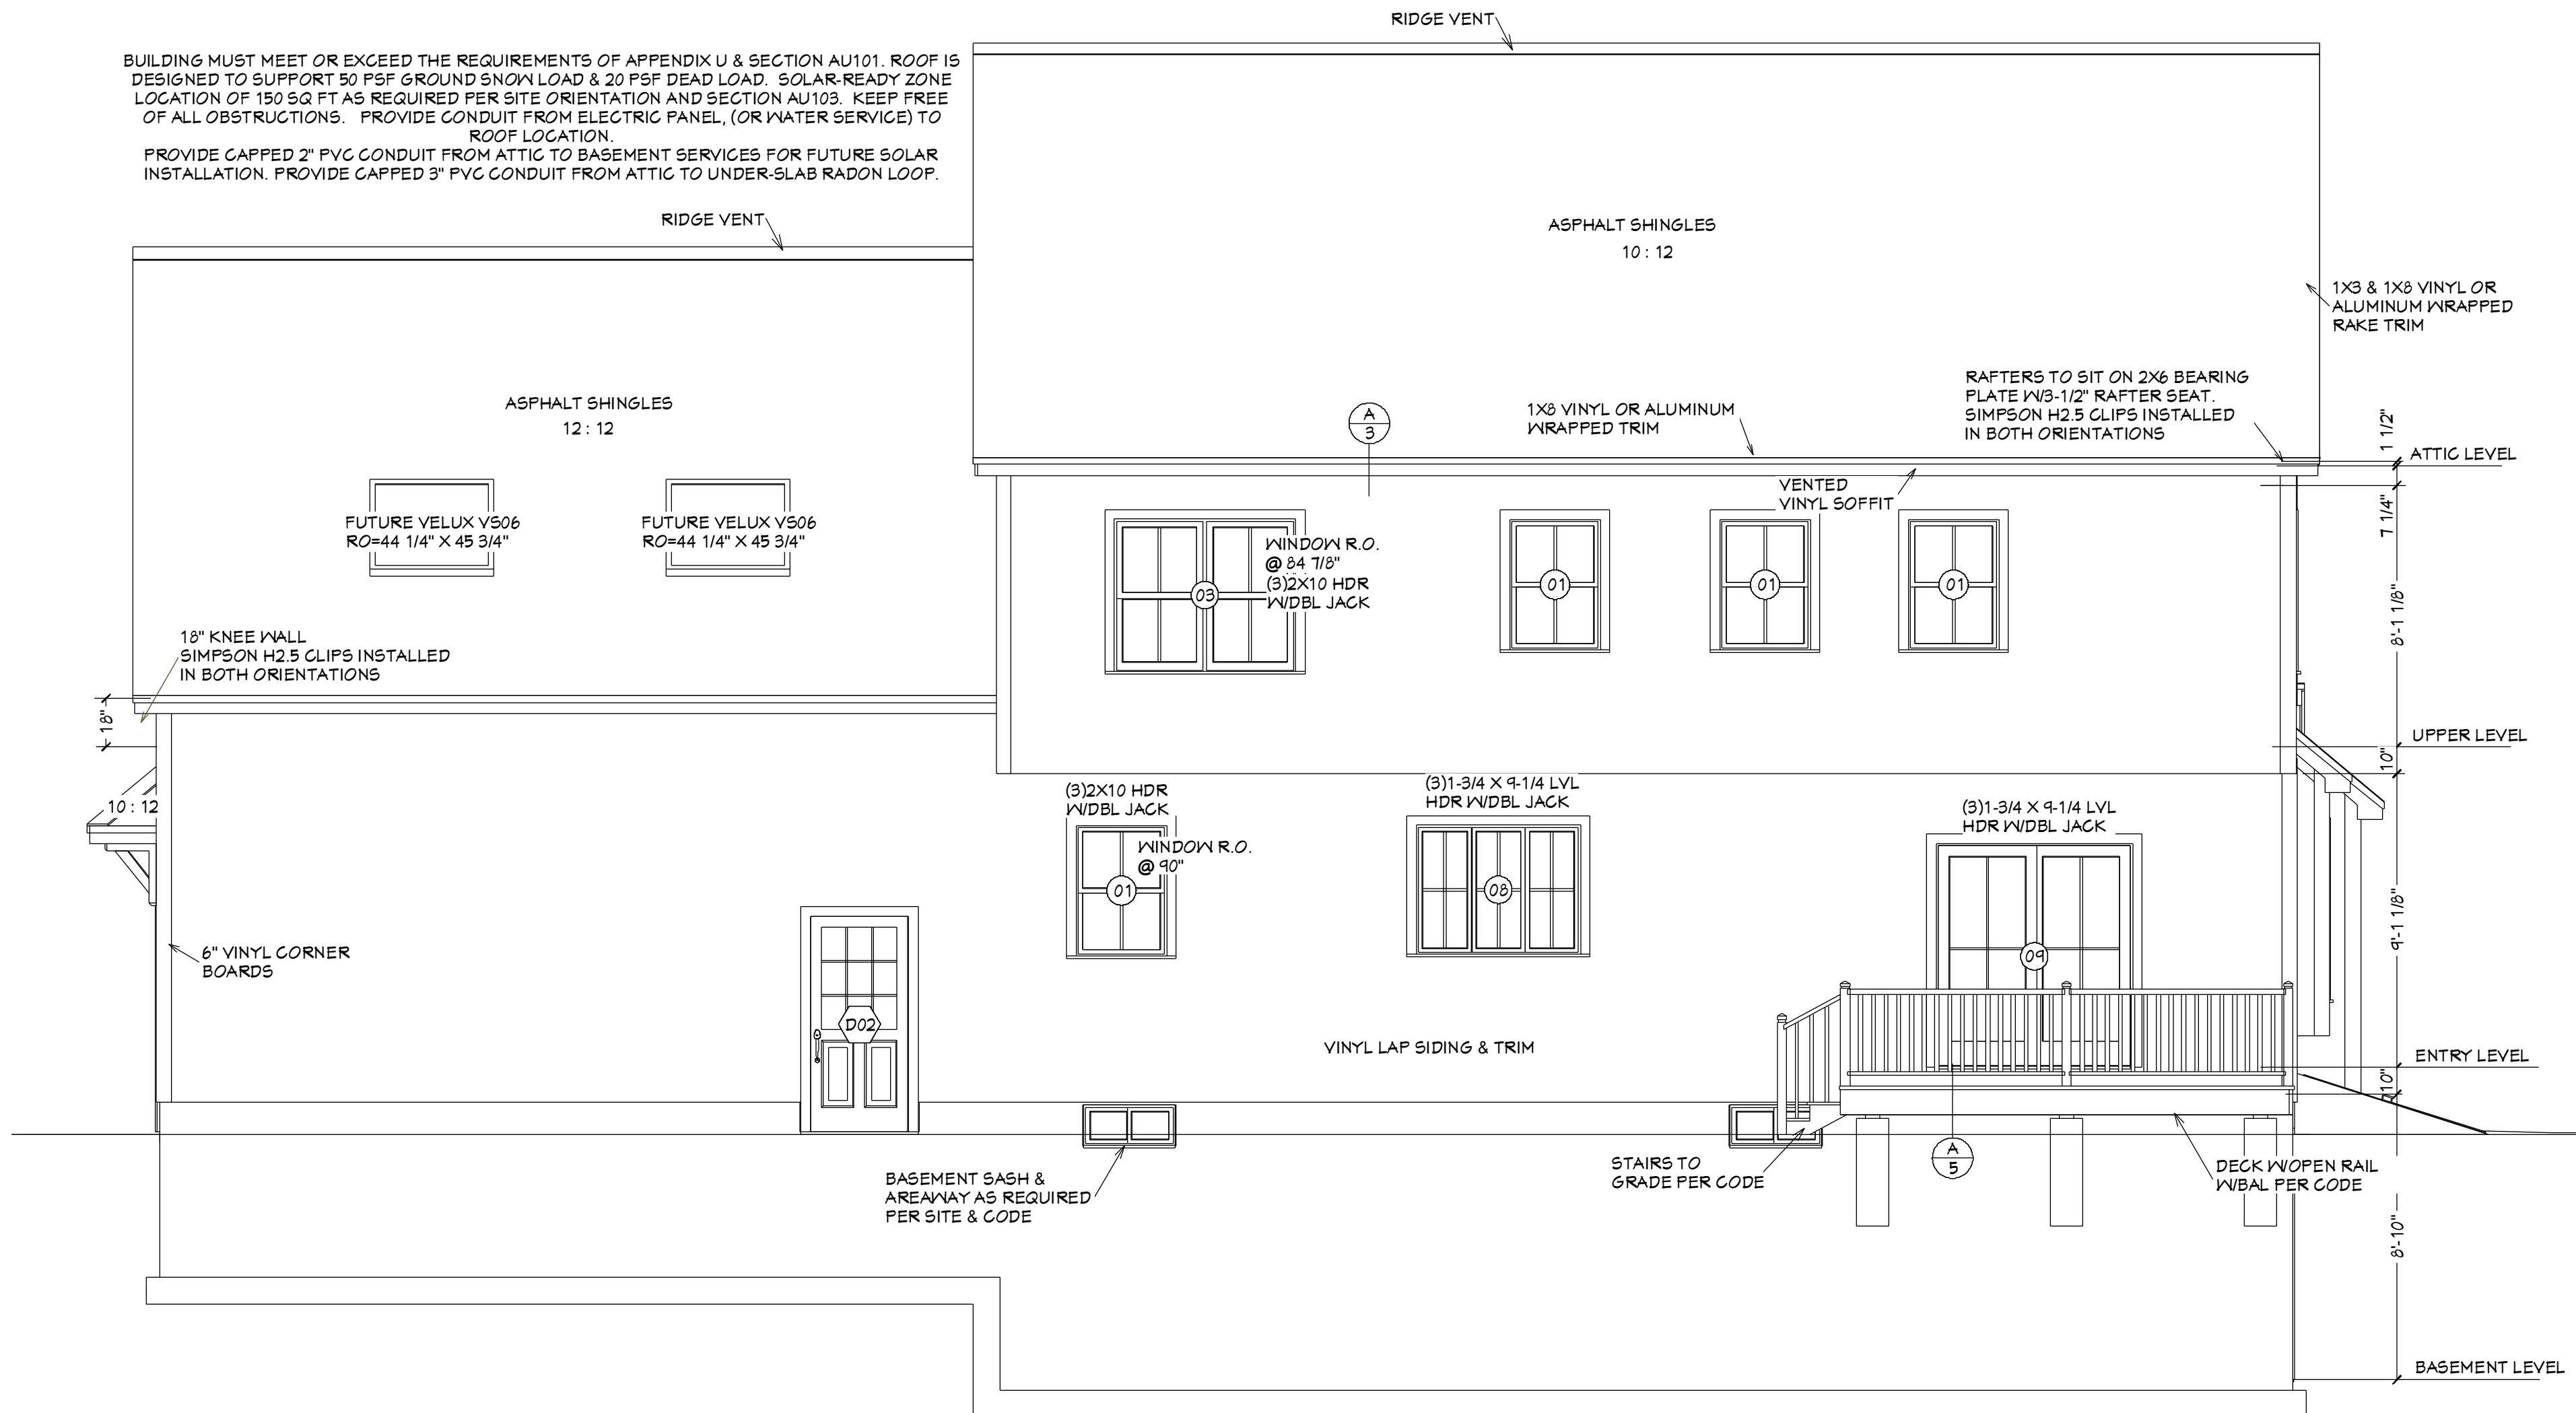 RIDGE VENT
BUILDING MUST MEET OR EXCEED THE REQUIREMENTS OF APPENDIX U & SECTION AU101. ROOF IS
DESIGNED TO SUPPORT 50 PSF GROUND SNOW LOAD & 20 PSF DEAD LOAD. SOLAR-READY ZONE
LOCATION OF 150 SQ FT AS REQUIRED PER SITE ORIENTATION AND SECTION AU103. KEEP FREE
OF ALL OBSTRUCTIONS. PROVIDE CONDUIT FROM ELECTRIC PANEL, (OR WATER SERVICE) TO
ROOF LOCATION.
PROVIDE CAPPED 2" PVC CONDUIT FROM ATTIC TO BASEMENT SERVICES FOR FUTURE SOLAR
INSTALLATION. PROVIDE CAPPED 3" PVC CONDUIT FROM ATTIC TO UNDER-SLAB RADON LOOP.
RIDGE VENT
ASPHALT SHINGLES
10 : 12
1X3 & 1X8 VINYL OR
ALUMINUM WRAPPED
RAKE TRIM
ASPHALT SHINGLES
12 : 12
A
3
1X8 VINYL OR ALUMINUM
WRAPPED TRIM
RAFTERS TO SIT ON 2X6 BEARING
PLATE W/3-1/2" RAFTER SEAT.
SIMPSON H2.5 CLIPS INSTALLED
IN BOTH ORIENTATIONS
1 1/2"
ATTIC LEVEL
VENTED
VINYL SOFFIT
7 1/4"
FUTURE VELUX VS06
RO=44 1/4" X 45 3/4"
FUTURE VELUX VS06
RO=44 1/4" X 45 3/4"
WINDOW R.O.
@ 84 7/8"
(3)2X10 HDR
W/DBL JACK
03
01
01
01
8'-1 1/8"
18" KNEE WALL
SIMPSON H2.5 CLIPS INSTALLED
IN BOTH ORIENTATIONS
18"
UPPER LEVEL
10"
10 : 12
(3)2X10 HDR
W/DBL JACK
(3)1-3/4 X 9-1/4 LVL
HDR W/DBL JACK
(3)1-3/4 X 9-1/4 LVL
HDR W/DBL JACK
WINDOW R.O.
@ 90"
01
08
09
9'-1 1/8"
6" VINYL CORNER
BOARDS
D02
VINYL LAP SIDING & TRIM
ENTRY LEVEL
10"
BASEMENT SASH &
AREAWAY AS REQUIRED
PER SITE & CODE
STAIRS TO
GRADE PER CODE
A
5
DECK W/OPEN RAIL
W/BAL PER CODE
8'-10"
BASEMENT LEVEL